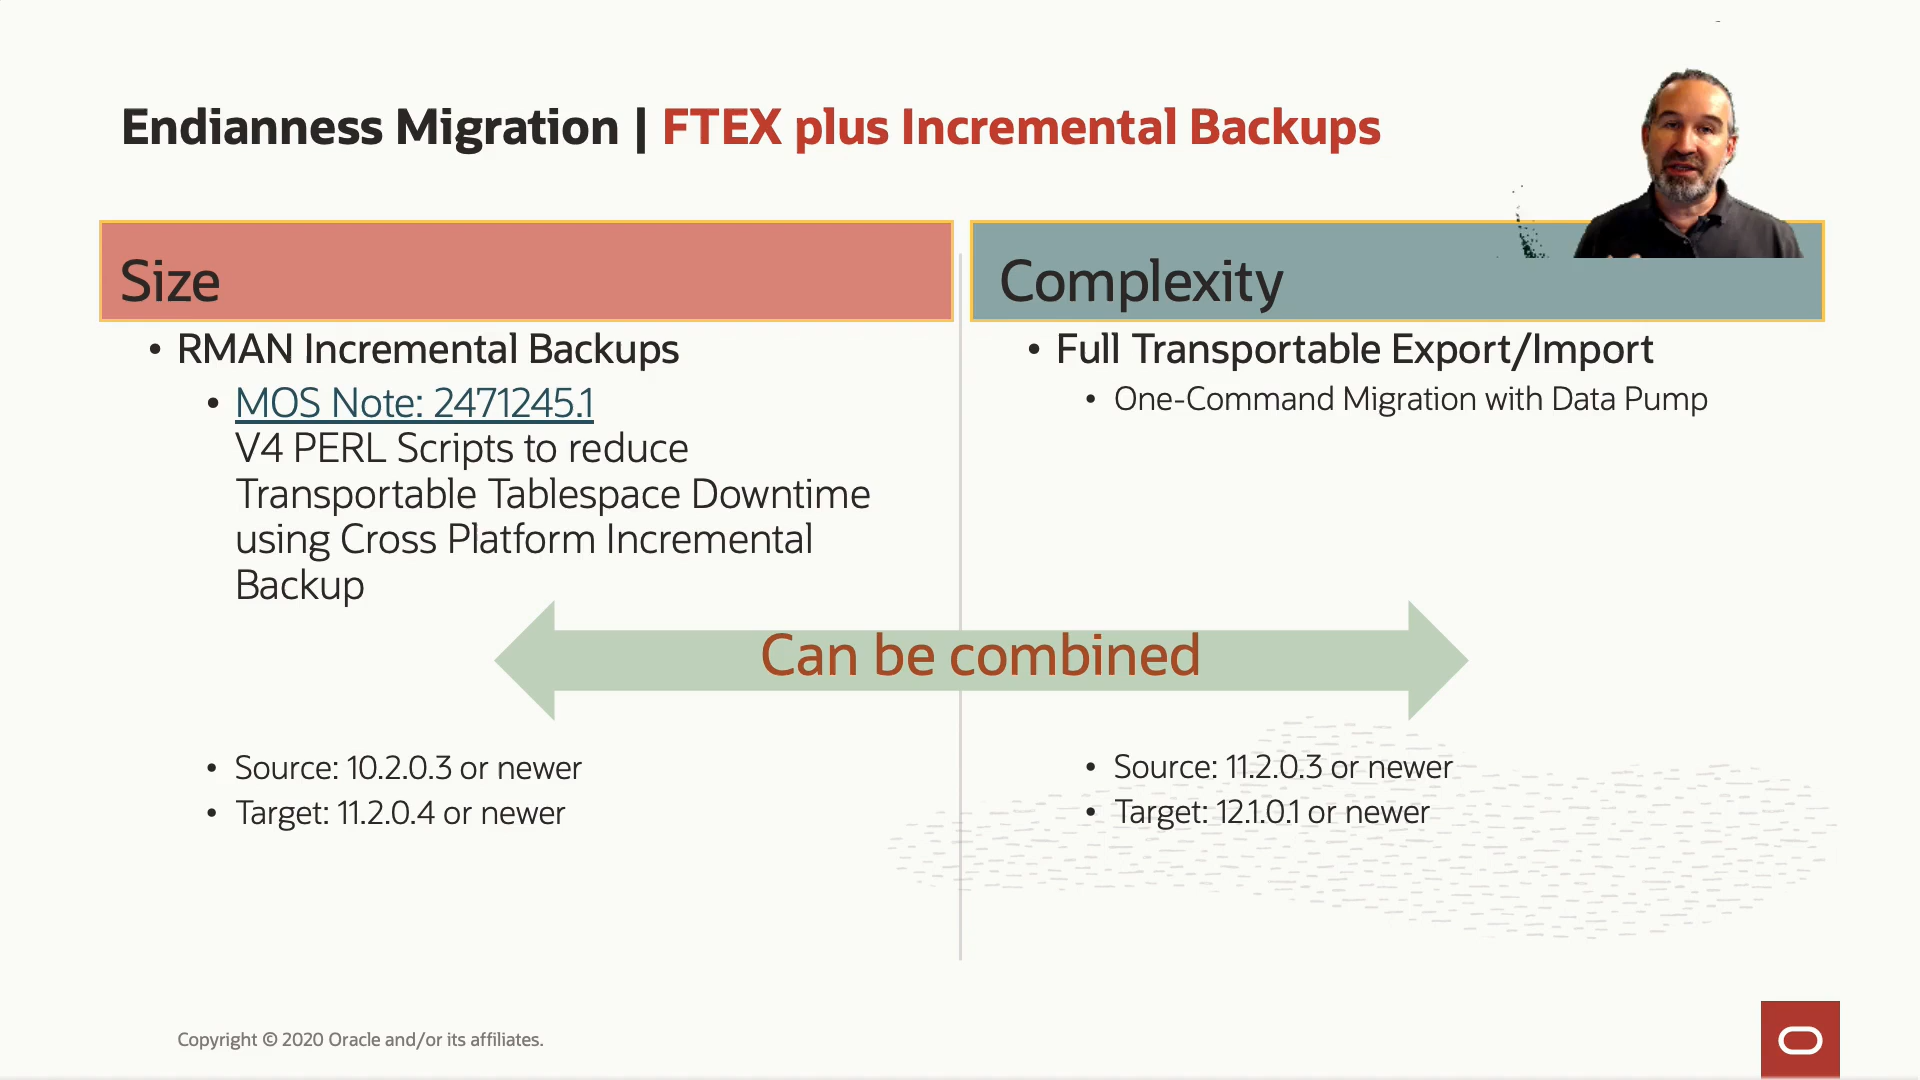 Endianness Migration | FTEX plus Incremental Backups
Size
• RMAN Incremental Backups
• MOS Note: 2471245.1
V4 PERL Scripts to reduce
Transportable Tablespace Downtime
using Cross Platform Incremental
Backup
Complexity
• Full Transportable Export/Import
• One-Command Migration with Data Pump
Can be combined
• Source: 10.2.0.3 or newer
• Target: 11.2.0.4 or newer
• Source: 11.2.0.3 or newer
• Target: 12.1.0.1 or newer
Copyright © 2020 Oracle and/or its affiliates.